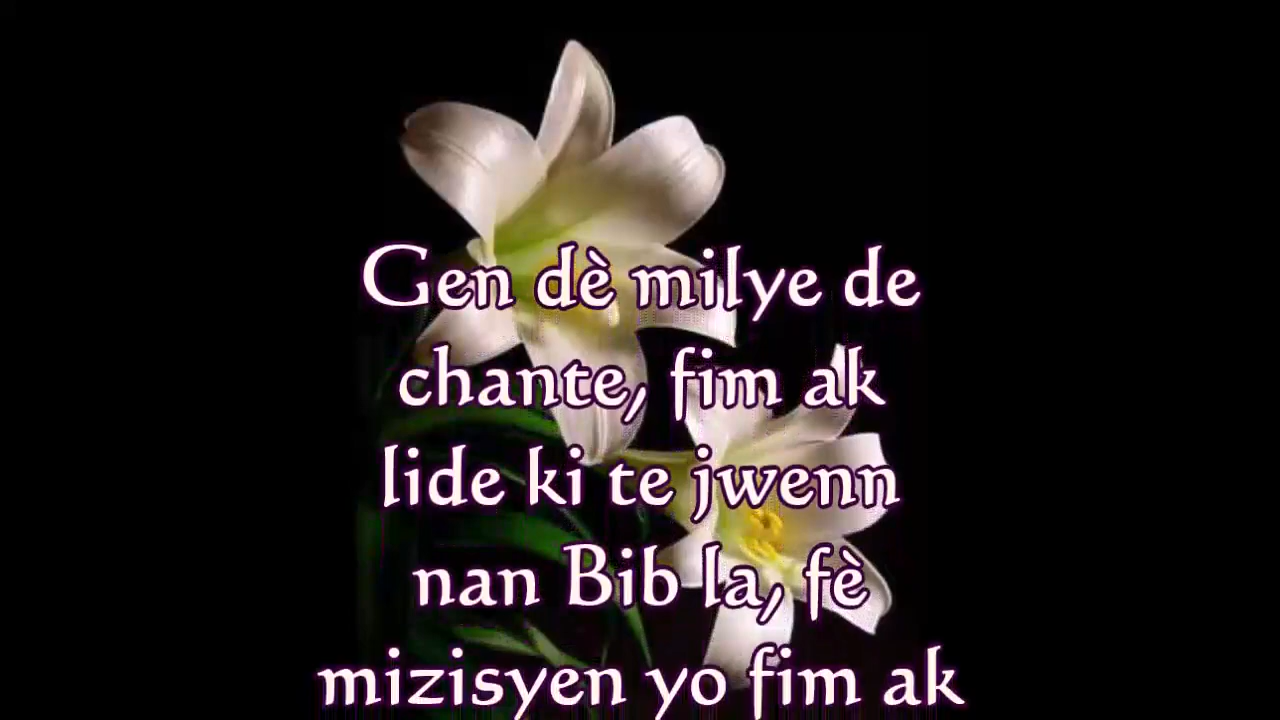 Gen dè milye de
chante, fim ak
lide ki te jwenn
nan Bib la, fè
mizisyen yo fim ak